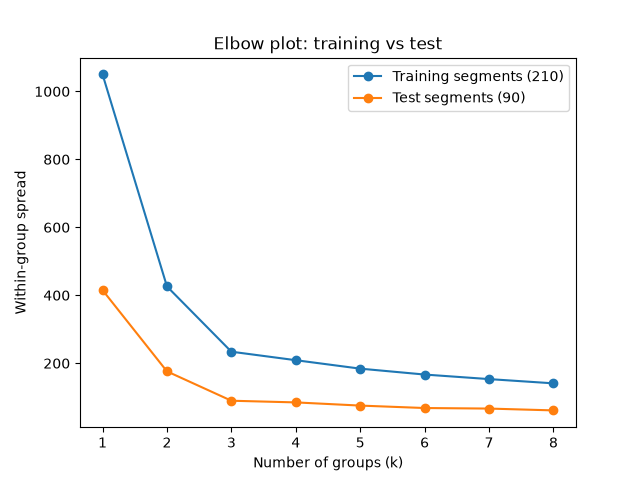 Elbow plot: training vs test
Training segments (210)
Test segments (90)
Within-group spread
1000
800
600
400
200
1 2 3 4 5 6 7 8
Number of groups (k)